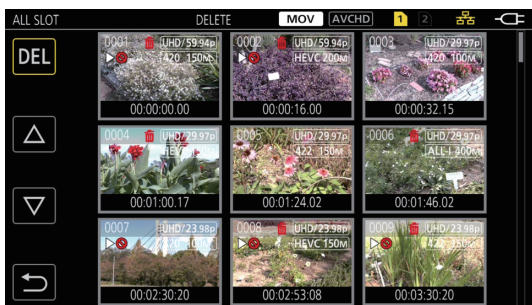 ALL SLOT DELETE MOV AVCHD 1 2
DEL
0001 UHD/59.94p
420 150M
00:00:00.00
0002 UHD/59.94p
HEVC 200M
00:00:16.00
0003 UHD/29.97p
420 100M
00:00:32.15
0004 UHD/29.97p
00:01:00.17
0005 UHD/29.97p
422 150M
00:01:24.02
0006 UHD/29.97p
ALL-I 400M
00:01:46.02
0007 UHD/23.98p
00:02:30:20
0008 UHD/23.98p
HEVC 150M
00:02:53:08
0009 UHD/23.98p
422 150M
00:03:30:20